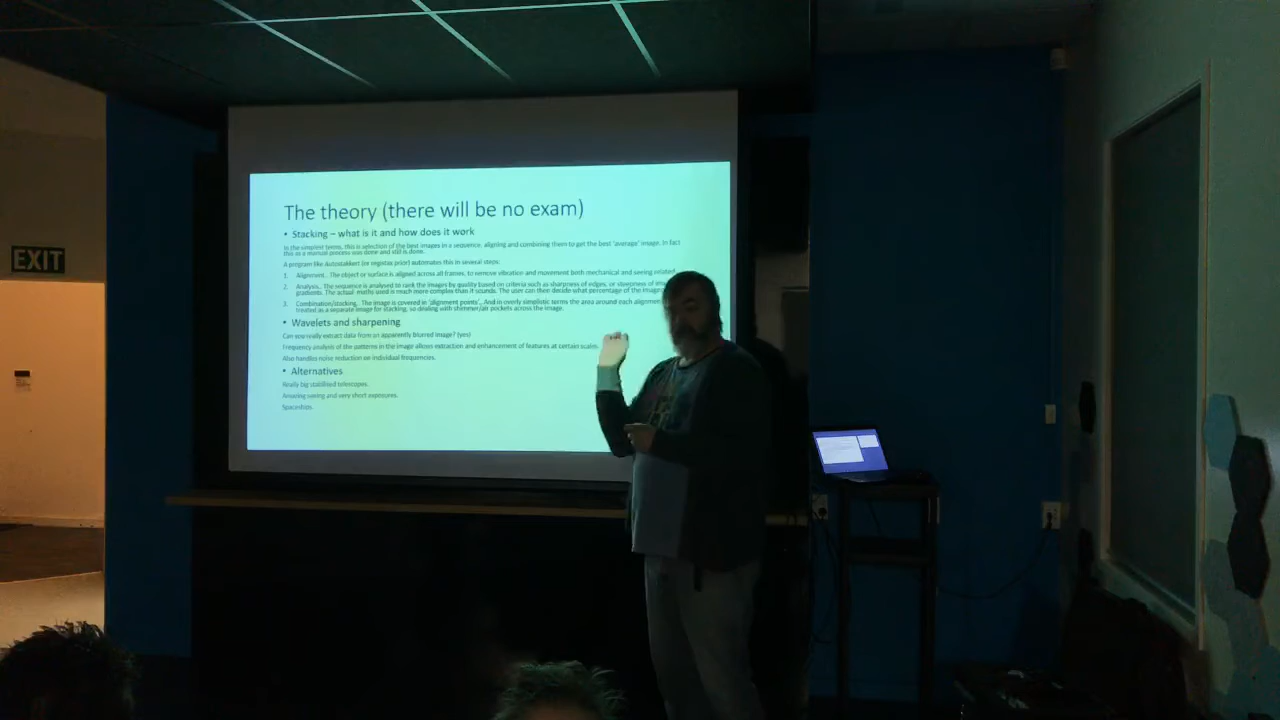 EXIT
The theory (there will be no exam)
• Stacking – what is it and how does it work
In the simplest terms, this is selection of the best images in a sequence, aligning and combining them to get the best 'average' image. In fact
this as a manual process was done and still is done.
A program like Autostakkert (or registax prior) automates this in several steps:
1. Alignment. The object or surface is aligned across all frames, to remove vibration and movement both mechanical and seeing related.
2. Analysis. The sequence is analysed to rank the images by quality based on criteria such as sharpness of edges, or steepness of
gradients. The actual maths used is much more complex than it sounds. The user can then decide what percentage of the
3. Combination/stacking. The image is covered in 'alignment points'. And in overly simplistic terms the area around each
treated as a separate image for stacking, so dealing with shimmer/air pockets across the image.
• Wavelets and sharpening
Can you really extract data from an apparently blurred image? (yes)
Frequency analysis of the patterns in the image allows extraction and enhancement of features at certain scales.
Also handles noise reduction on individual frequencies.
• Alternatives
Really big stabilised telescopes.
Amazing seeing and very short exposures.
Spaceships.